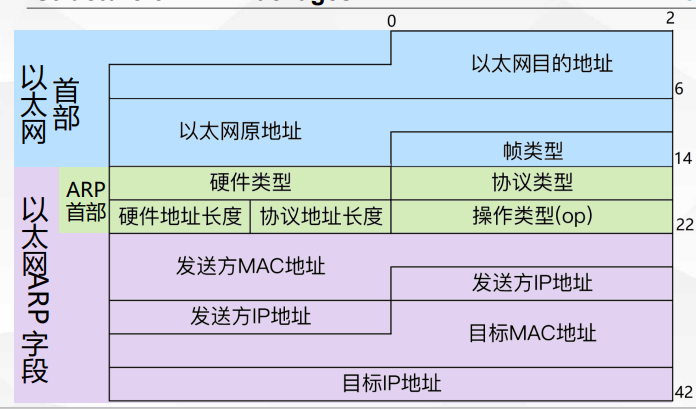 0
2
以太网首部
以太网目的地址
6
以太网原地址
帧类型
14
以太网ARP字段
ARP首部
硬件类型
协议类型
硬件地址长度
协议地址长度
操作类型(op)
22
发送方MAC地址
发送方IP地址
发送方IP地址
目标MAC地址
目标IP地址
42